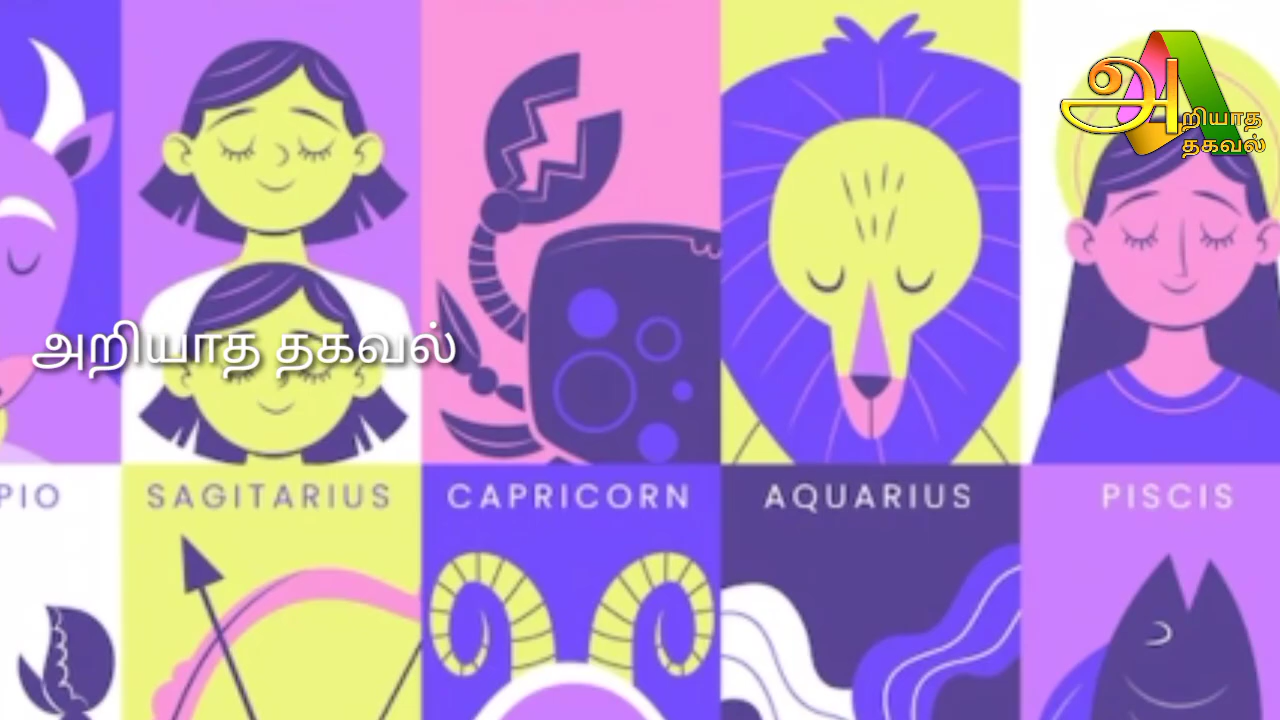 அறியாத
தகவல்
அறியாத தகவல்
PIO
SAGITARIUS
CAPRICORN
AQUARIUS
PISCIS